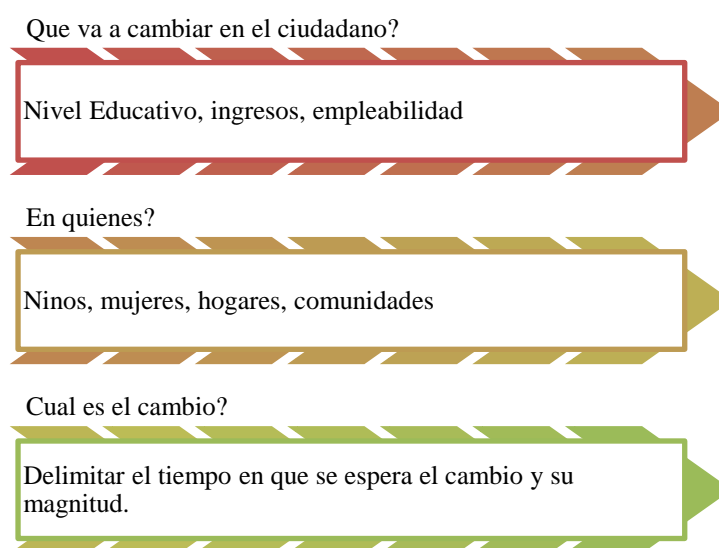 Que va a cambiar en el ciudadano?
Nivel Educativo, ingresos, empleabilidad
En quienes?
Ninos, mujeres, hogares, comunidades
Cual es el cambio?
Delimitar el tiempo en que se espera el cambio y su
magnitud.